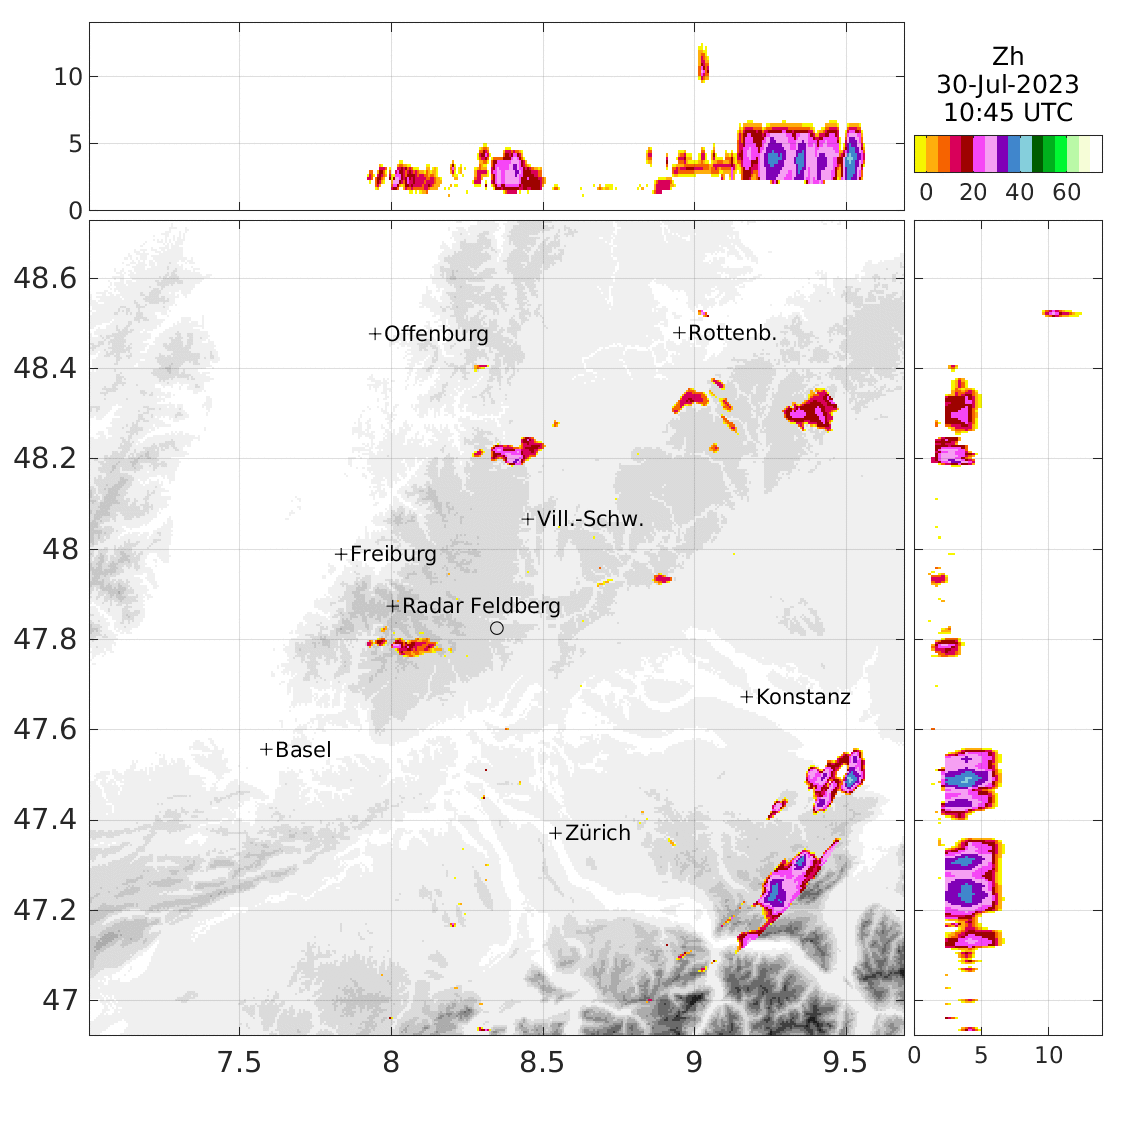 10
5
0
Zh
30-Jul-2023
10:45 UTC
0 20 40 60
48.6
48.4
48.2
48
47.8
47.6
47.4
47.2
47
+Offenburg
+Rottenb.
+Vill.-Schw.
+Freiburg
+Radar Feldberg
+Konstanz
+Basel
+Zürich
7.5 8 8.5 9 9.5
0 5 10